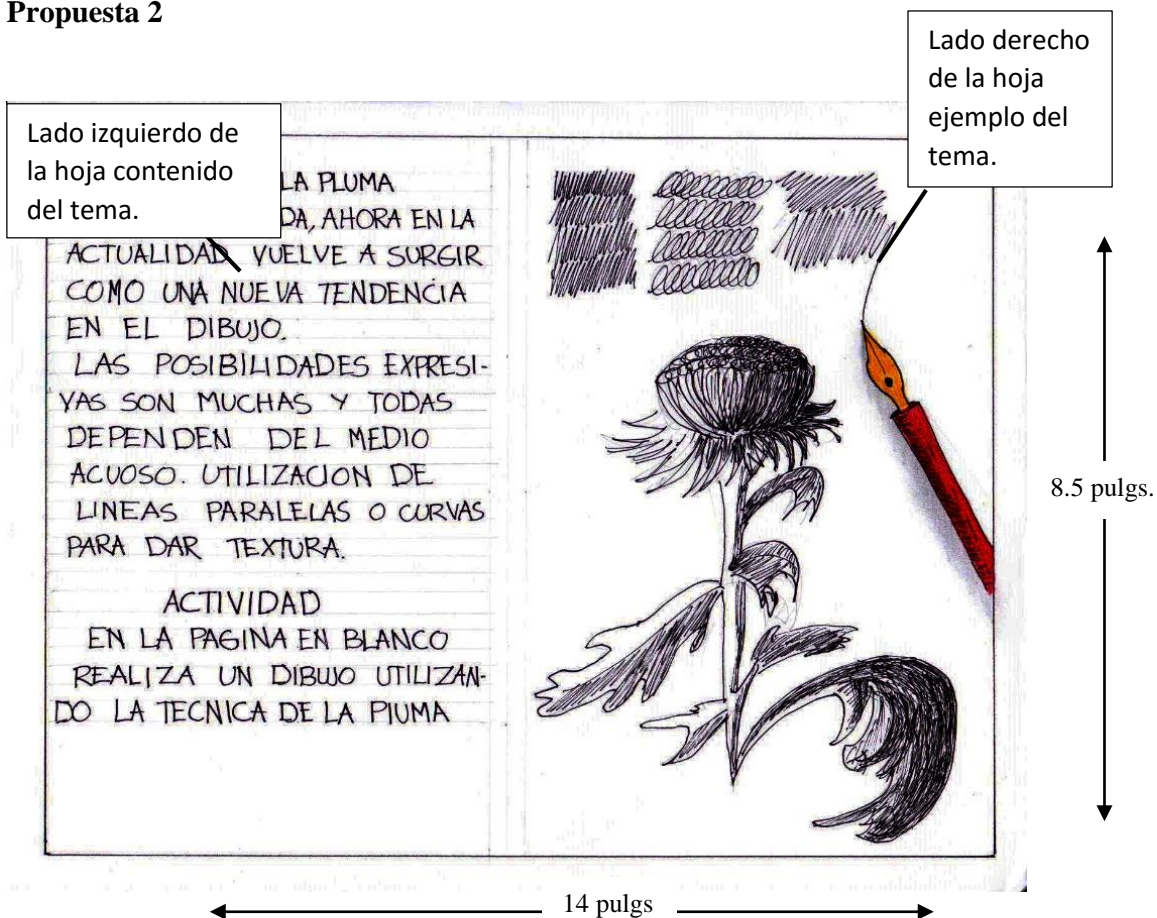 Propuesta 2
Lado derecho
de la hoja
ejemplo del
tema.
Lado izquierdo de
la hoja contenido
del tema.
LA PLUMA
DA, AHORA EN LA
ACTUALIDAD VUELVE A SURGIR
COMO UNA NUEVA TENDENCIA
EN EL DIBUJO.
LAS POSIBILIDADES EXPRESI-
VAS SON MUCHAS Y TODAS
DEPENDEN DEL MEDIO
ACUOSO. UTILIZACION DE
LINEAS PARALELAS O CURVAS
PARA DAR TEXTURA.
ACTIVIDAD
EN LA PAGINA EN BLANCO
REALIZA UN DIBUJO UTILIZAN-
DO LA TECNICA DE LA PLUMA
8.5 pulgs.
14 pulgs